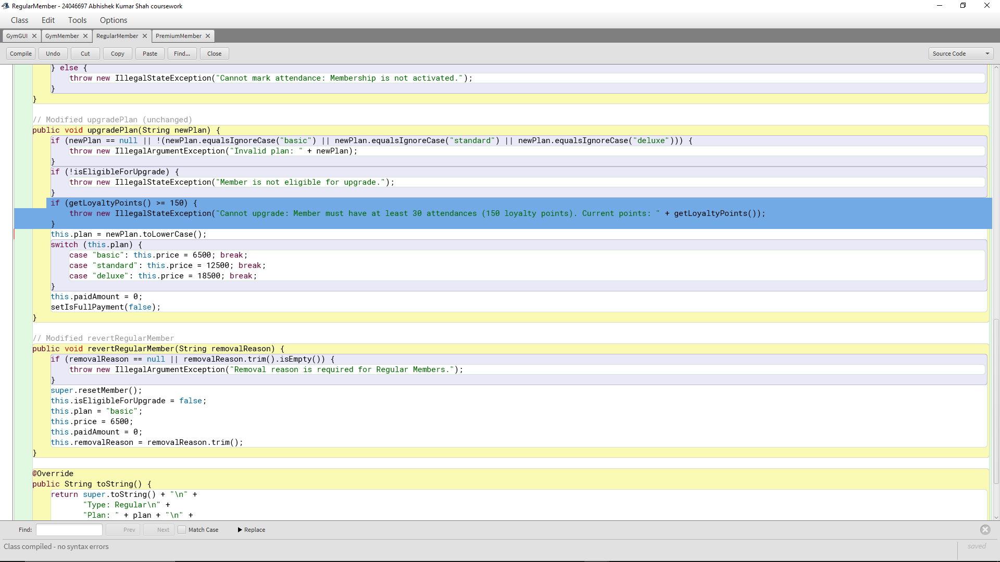 RegularMember - 24046697 Abhishek Kumar Shah coursework
Class Edit Tools Options
GymGUI GymMember RegularMember PremiumMember
Compile Undo Cut Copy Paste Find... Close Source Code
} else {
throw new IllegalStateException("Cannot mark attendance: Membership is not activated.");
}
}
// Modified upgradePlan (unchanged)
public void upgradePlan(String newPlan) {
if (newPlan == null || !(newPlan.equalsIgnoreCase("basic") || newPlan.equalsIgnoreCase("standard") || newPlan.equalsIgnoreCase("deluxe"))) {
throw new IllegalArgumentException("Invalid plan: " + newPlan);
}
if (!isEligibleForUpgrade) {
throw new IllegalStateException("Member is not eligible for upgrade.");
}
if (getLoyaltyPoints() >= 150) {
throw new IllegalStateException("Cannot upgrade: Member must have at least 30 attendances (150 loyalty points). Current points: " + getLoyaltyPoints());
}
this.plan = newPlan.toLowerCase();
switch (this.plan) {
case "basic": this.price = 6500; break;
case "standard": this.price = 12500; break;
case "deluxe": this.price = 18500; break;
}
this.paidAmount = 0;
setIsFullPayment(false);
}
// Modified revertRegularMember
public void revertRegularMember(String removalReason) {
if (removalReason == null || removalReason.trim().isEmpty()) {
throw new IllegalArgumentException("Removal reason is required for Regular Members.");
}
super.resetMember();
this.isEligibleForUpgrade = false;
this.plan = "basic";
this.price = 6500;
this.paidAmount = 0;
this.removalReason = removalReason.trim();
}
@Override
public String toString() {
return super.toString() + "\n" +
"Type: Regular\n" +
"Plan: " + plan + "\n" +
Find: Prev Next Match Case Replace
Class compiled - no syntax errors
saved